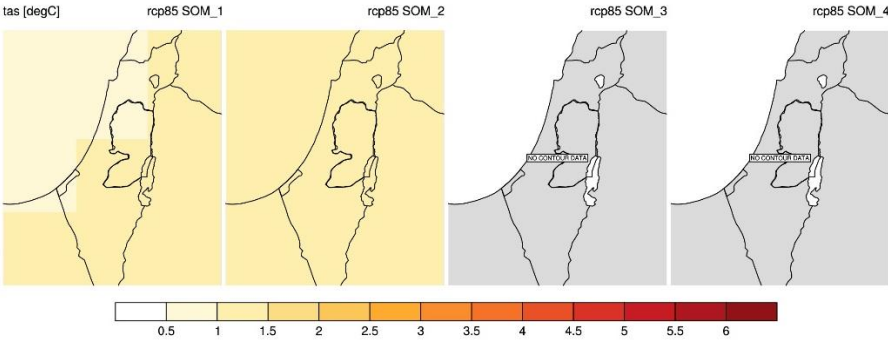 tas [degC]
rcp85 SOM_1
rcp85 SOM_2
rcp85 SOM_3
rcp85 SOM_4
NO CONTOUR DATA
NO CONTOUR DATA
0.5 1 1.5 2 2.5 3 3.5 4 4.5 5 5.5 6